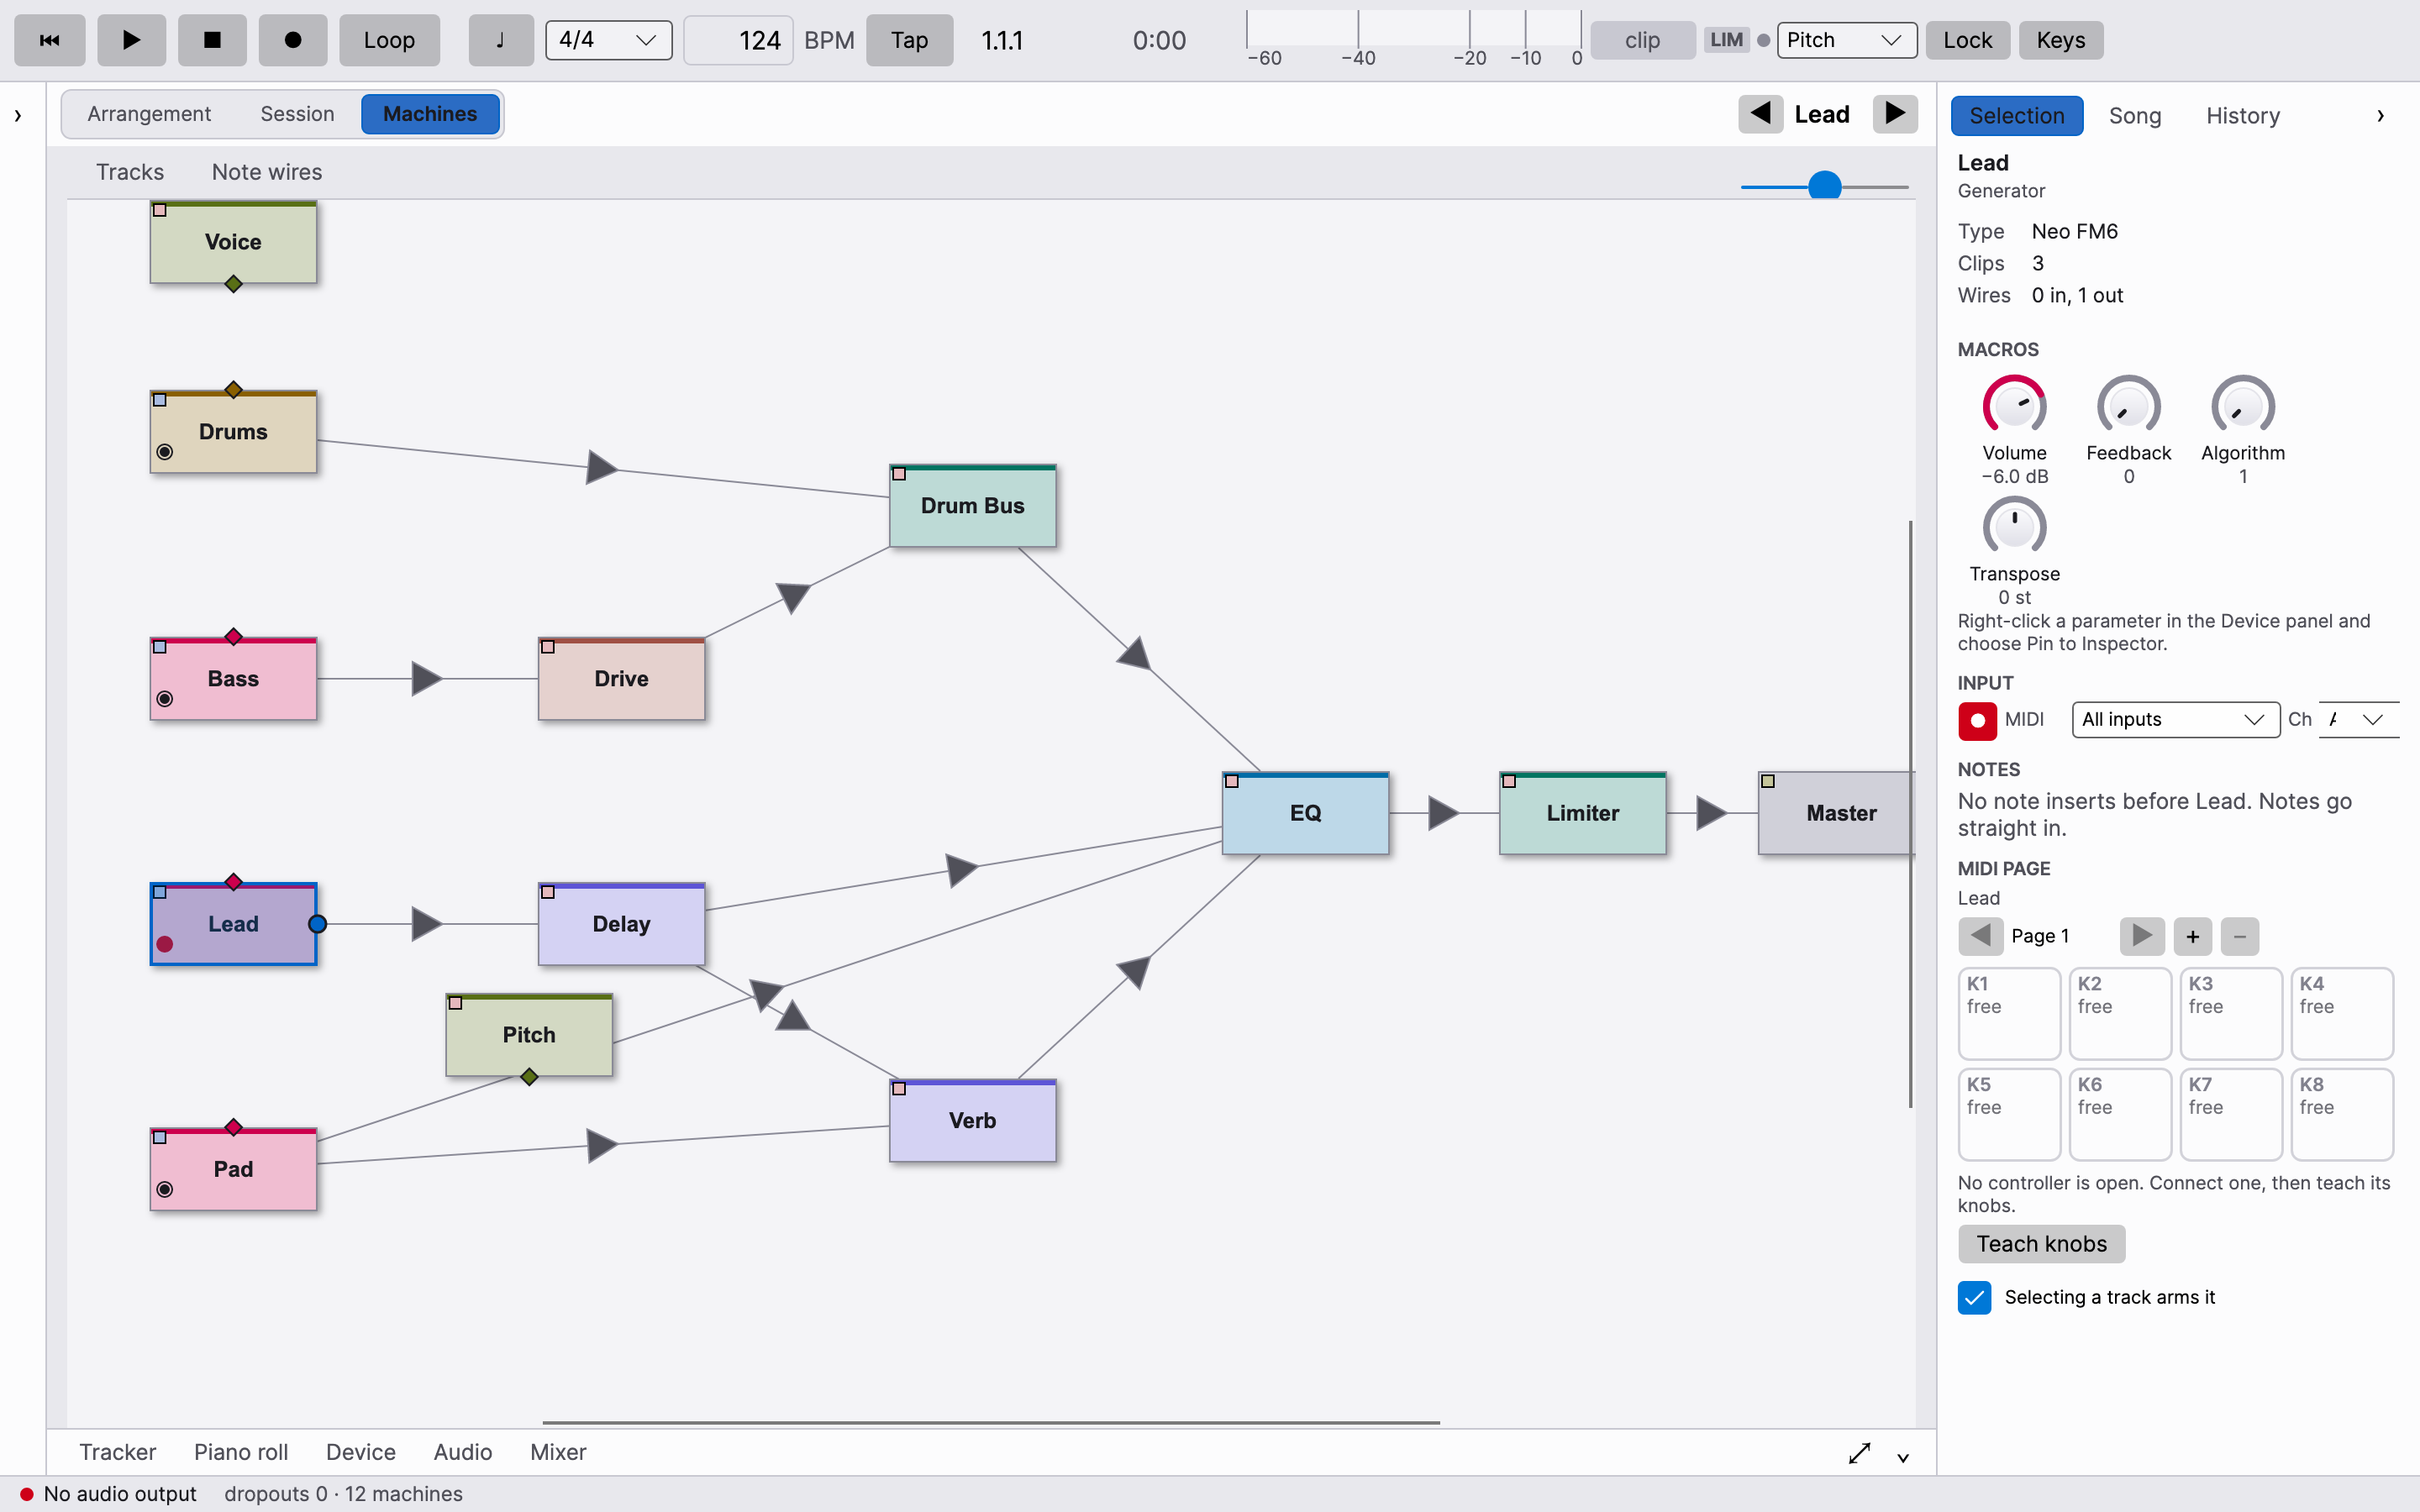 Loop
4/4
124 BPM
Tap
1.1.1
0:00
−60 −40 −20 −10 0
clip
LIM
Pitch
Lock
Keys
Arrangement Session Machines
Lead
Selection Song History
Tracks Note wires
Voice
Drums
Drum Bus
Bass
Drive
EQ
Limiter
Master
Lead
Delay
Pitch
Verb
Pad
Lead
Generator
Type Neo FM6
Clips 3
Wires 0 in, 1 out
MACROS
Volume Feedback Algorithm
−6.0 dB 0 1
Transpose
0 st
Right-click a parameter in the Device panel and
choose Pin to Inspector.
INPUT
MIDI All inputs Ch
NOTES
No note inserts before Lead. Notes go
straight in.
MIDI PAGE
Lead
Page 1 + −
K1 K2 K3 K4
free free free free
K5 K6 K7 K8
free free free free
No controller is open. Connect one, then teach its
knobs.
Teach knobs
Selecting a track arms it
Tracker Piano roll Device Audio Mixer
No audio output dropouts 0 · 12 machines